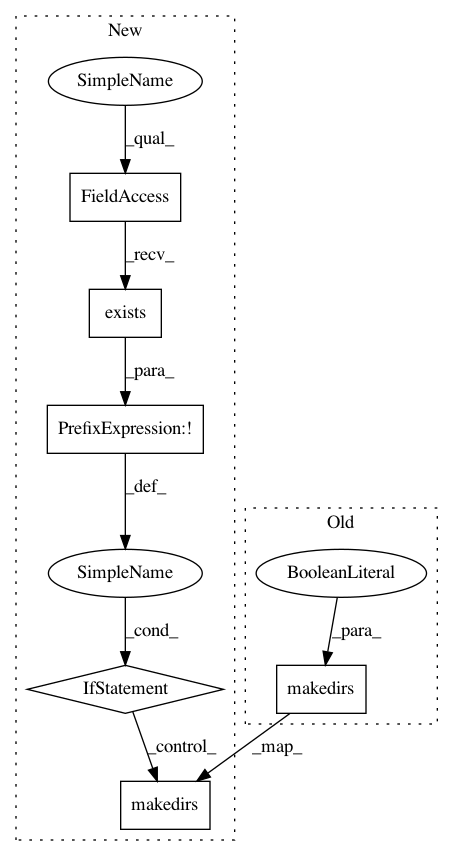 New
SimpleName
_qual_
FieldAccess
_recv_
exists
_para_
PrefixExpression:!
_def_
Old
SimpleName
BooleanLiteral
_cond_
_para_
IfStatement
makedirs
_control_
_map_
makedirs